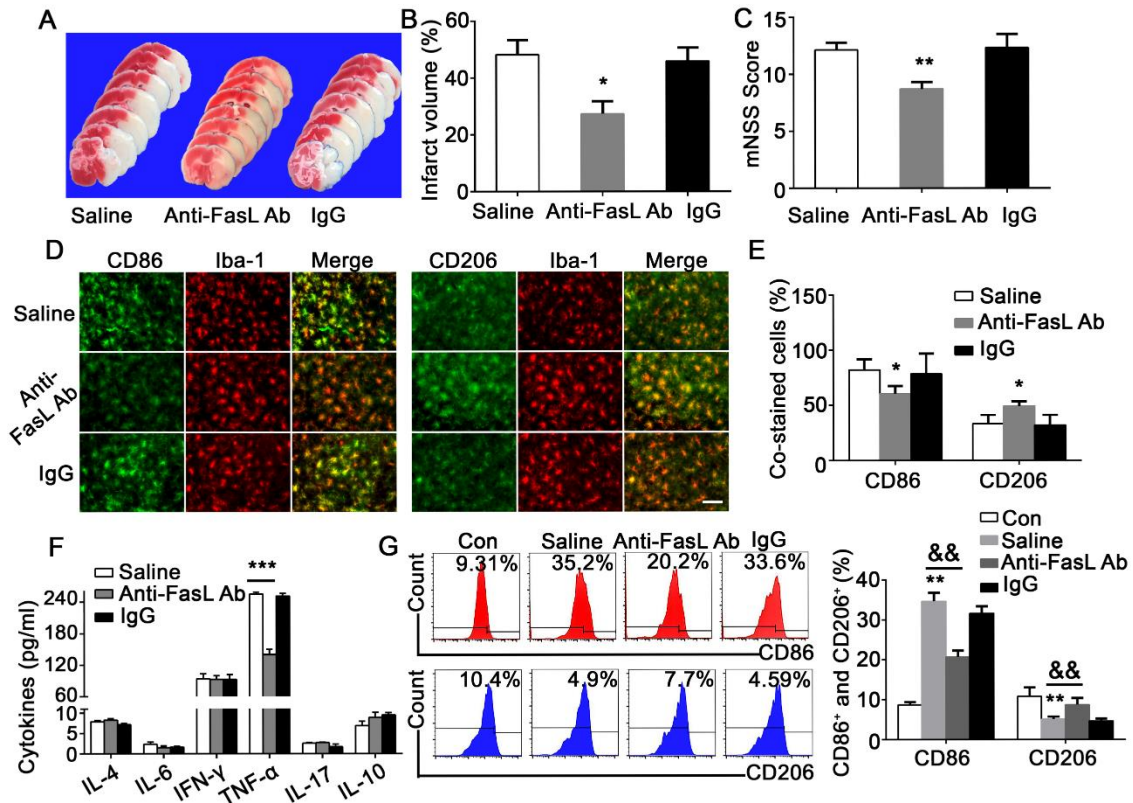 A
Saline Anti-FasL Ab IgG
B
Infarct volume (%)
60
40
20
0
*
Saline Anti-FasL Ab IgG
C
mNSS Score
15
10
5
0
**
Saline Anti-FasL Ab IgG
D
CD86 Iba-1 Merge CD206 Iba-1 Merge
Saline
Anti-
FasL Ab
IgG
E
Co-stained cells (%)
150
100
50
0
Saline
Anti-FasL Ab
IgG
* *
CD86 CD206
F
Cytokines (pg/ml)
240
180
120
60
10
5
0
Saline
Anti-FasL Ab
IgG
***
IL-4 IL-6 IFN-γ TNF-α IL-17 IL-10
G
Con Saline Anti-FasL Ab IgG
Count
9.31% 35.2% 20.2% 33.6%
CD86
Count
10.4% 4.9% 7.7% 4.59%
CD206
CD86⁺ and CD206⁺ (%)
40
30
20
10
0
Con
Saline
Anti-FasL Ab
IgG
&&
**
&&
**
CD86 CD206